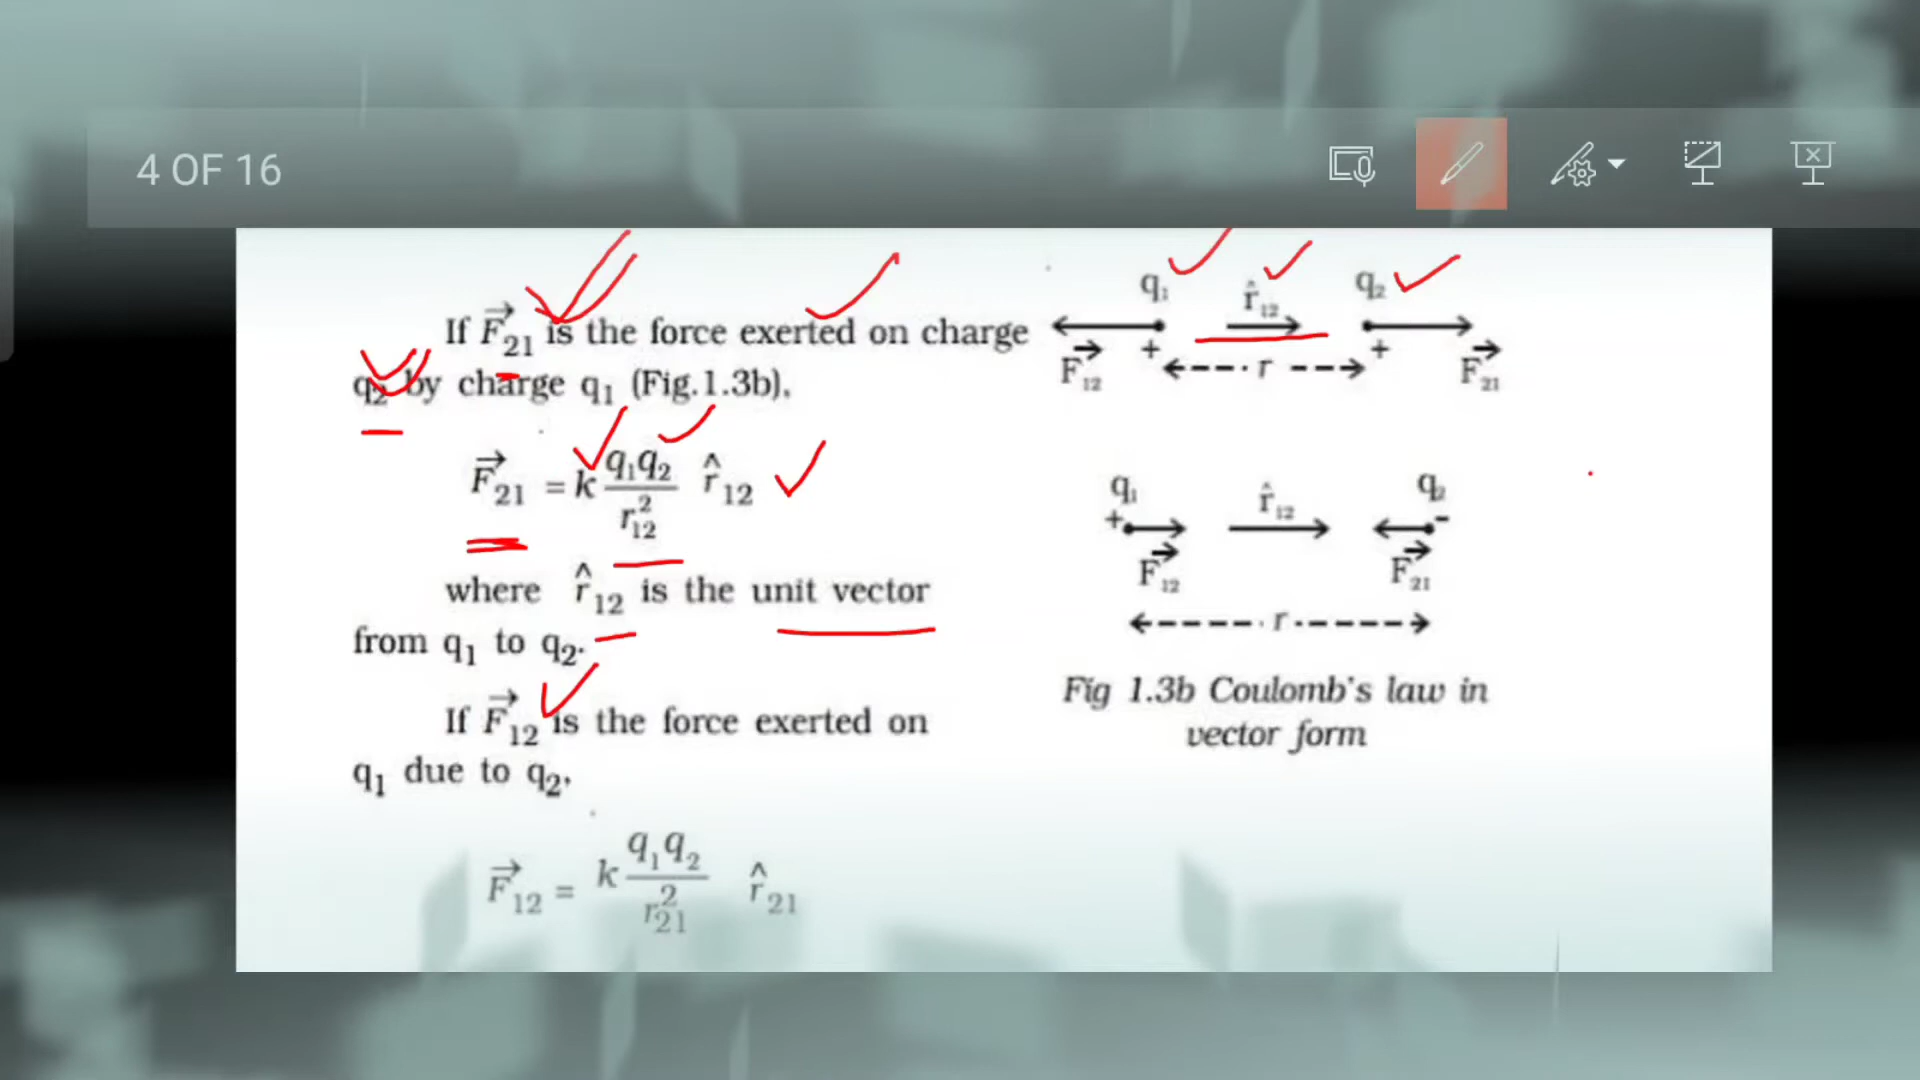 4 OF 16
If F⃗₂₁ is the force exerted on charge
q₂ by charge q₁ (Fig.1.3b),
F⃗₂₁ = k q₁q₂ / r₁₂² r̂₁₂
where r̂₁₂ is the unit vector
from q₁ to q₂.
If F⃗₁₂ is the force exerted on
q₁ due to q₂,
F⃗₁₂ = k q₁q₂ / r₂₁² r̂₂₁
q₁ r̂₁₂ q₂
+ +
F⃗₁₂ r F⃗₂₁
q₁ r̂₁₂ q₂
+ -
F⃗₁₂ F⃗₂₁
r
Fig 1.3b Coulomb's law in
vector form